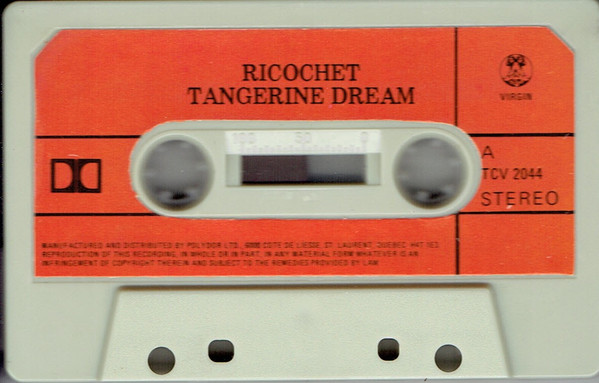 RICOCHET
TANGERINE DREAM
VIRGIN
100 50 0
A
TCV 2044
STEREO
MANUFACTURED AND DISTRIBUTED BY POLYDOR LTD., 6000 COTE DE LIESSE, ST. LAURENT, QUEBEC H4T 1E3
REPRODUCTION OF THIS RECORDING, IN WHOLE OR IN PART, IN ANY MATERIAL FORM WHATEVER IS AN
INFRINGEMENT OF COPYRIGHT THEREIN AND SUBJECT TO THE REMEDIES PROVIDED BY LAW